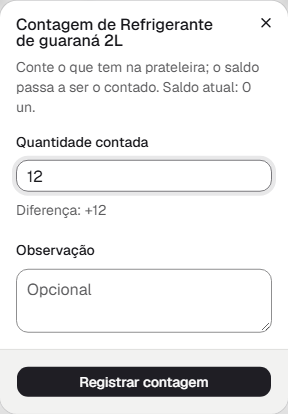 Contagem de Refrigerante
de guaraná 2L
Conte o que tem na prateleira; o saldo
passa a ser o contado. Saldo atual: 0
un.
Quantidade contada
12
Diferença: +12
Observação
Opcional
Registrar contagem